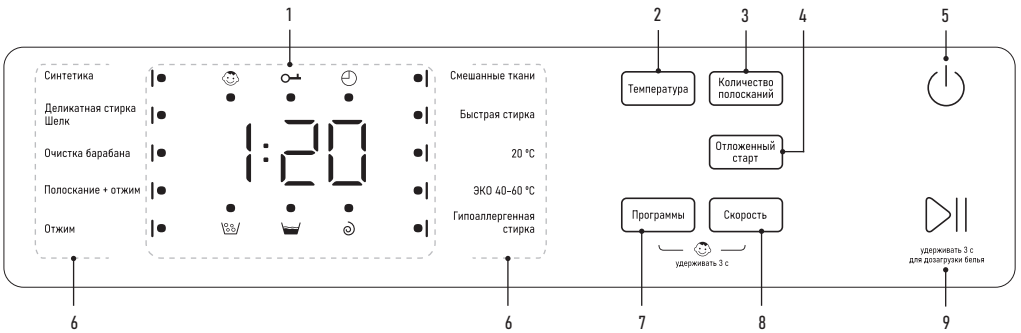 1
2
3
4
5
Синтетика
Деликатная стирка
Шелк
Очистка барабана
Полоскание + отжим
Отжим
1:20
Смешанные ткани
Быстрая стирка
20 °C
ЭКО 40–60 °C
Гипоаллергенная
стирка
Температура
Количество
полосканий
Отложенный
старт
Программы
Скорость
удерживать 3 с
удерживать 3 с
для дозагрузки белья
6
6
7
8
9